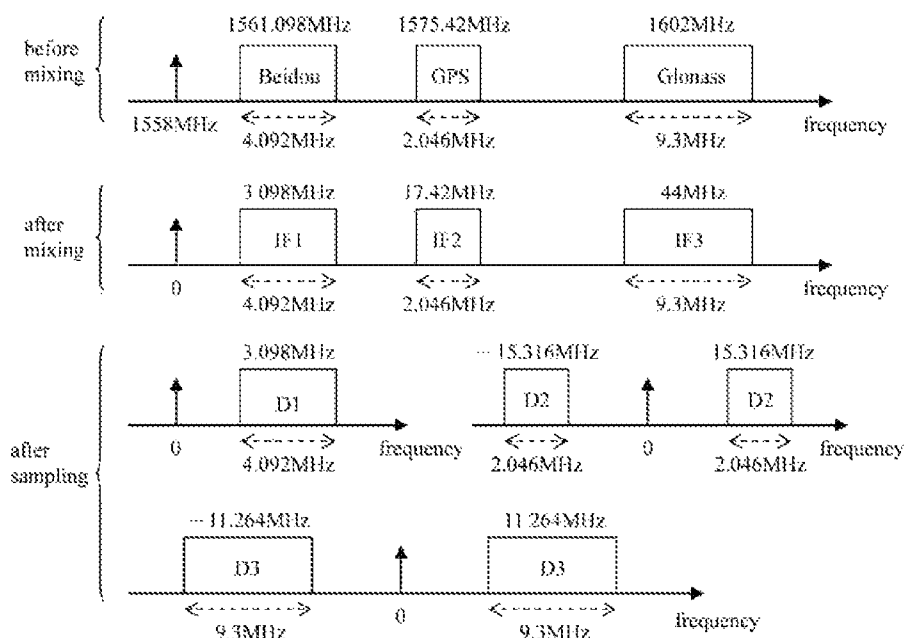 before mixing
1561.098MHz 1575.42MHz 1602MHz
Beidou GPS Glonass
1558MHz 4.092MHz 2.046MHz 9.3MHz frequency
after mixing
3.098MHz 17.42MHz 44MHz
IF1 IF2 IF3
0 4.092MHz 2.046MHz 9.3MHz frequency
after sampling
3.098MHz ··· 15.316MHz 15.316MHz
D1 D2 D2
0 4.092MHz frequency 2.046MHz 0 2.046MHz frequency
··· 11.264MHz 11.264MHz
D3 D3
9.3MHz 0 9.3MHz frequency